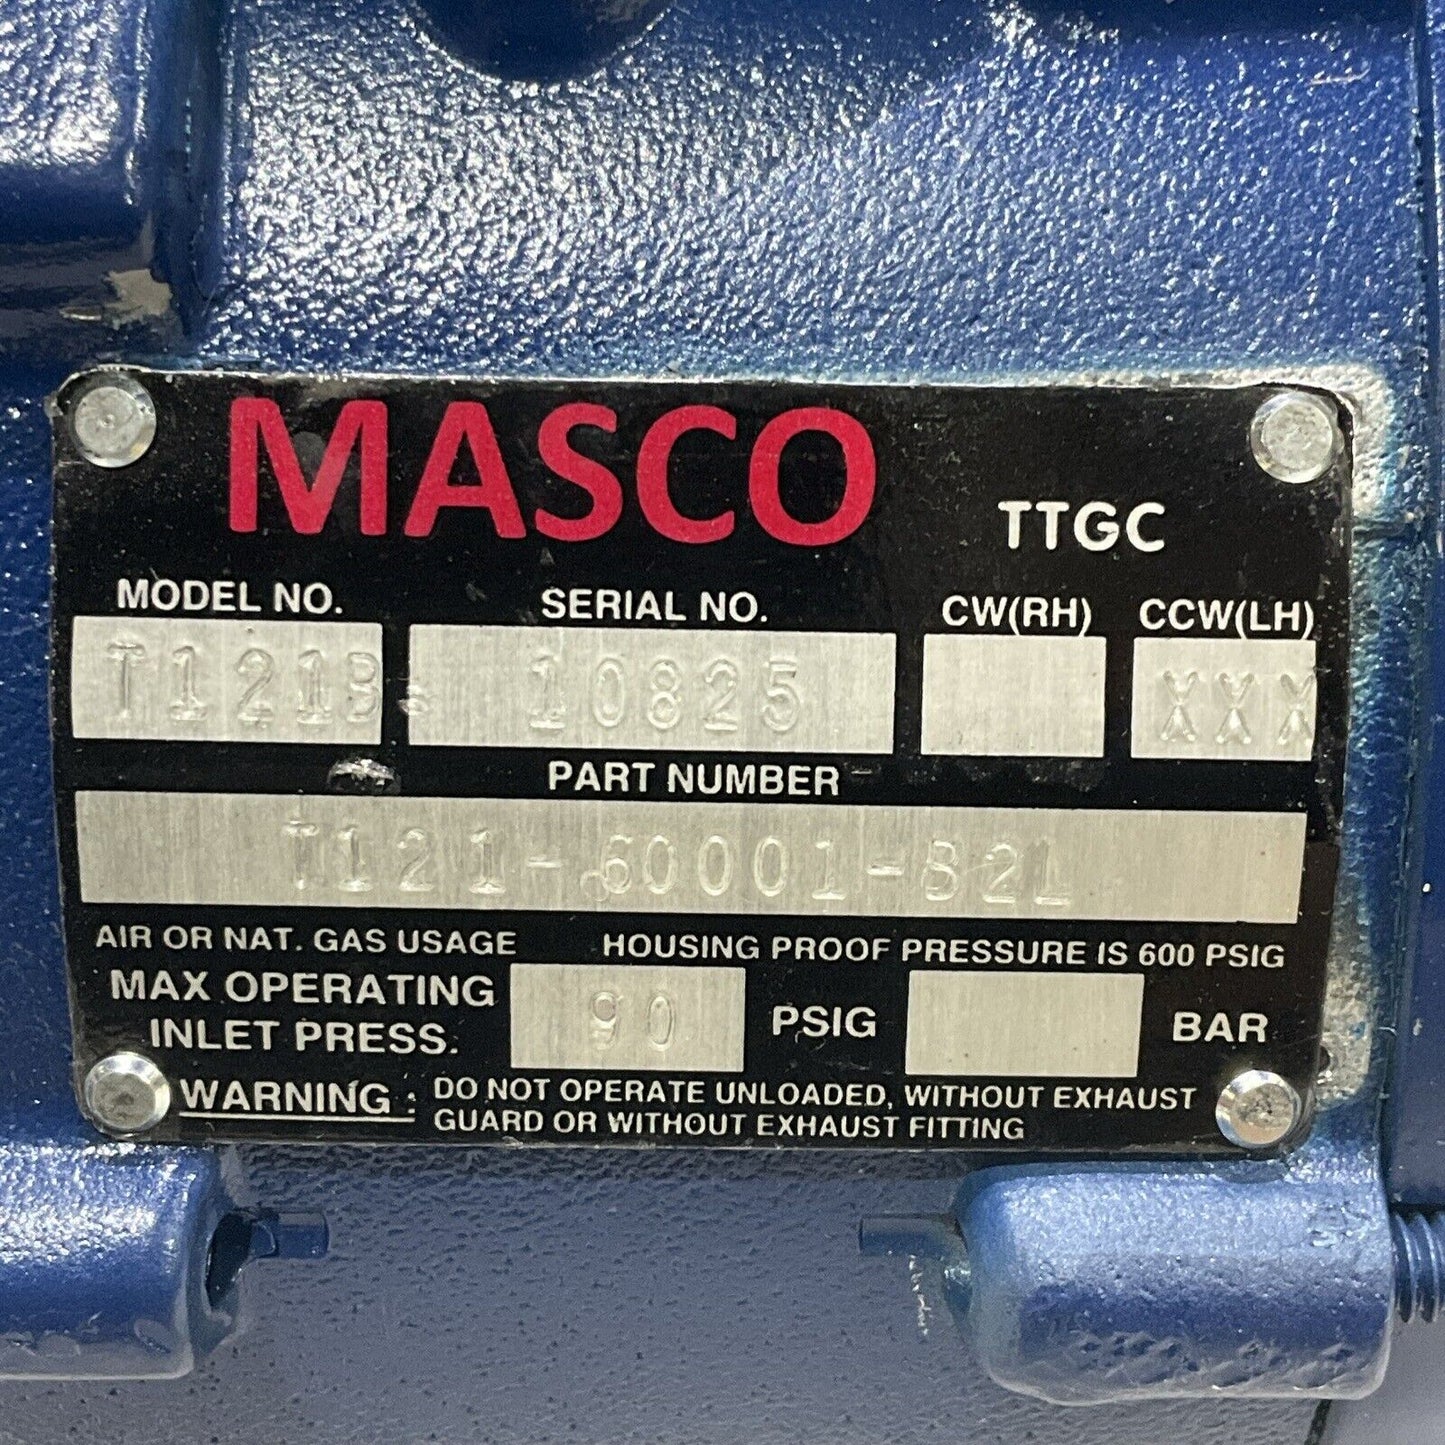 MASCO
TTGC
MODEL NO. SERIAL NO. CW(RH) CCW(LH)
T121B 10825 XXX
PART NUMBER
T121-60001-82L
AIR OR NAT. GAS USAGE HOUSING PROOF PRESSURE IS 600 PSIG
MAX OPERATING
INLET PRESS. 90 PSIG BAR
WARNING : DO NOT OPERATE UNLOADED, WITHOUT EXHAUST
GUARD OR WITHOUT EXHAUST FITTING